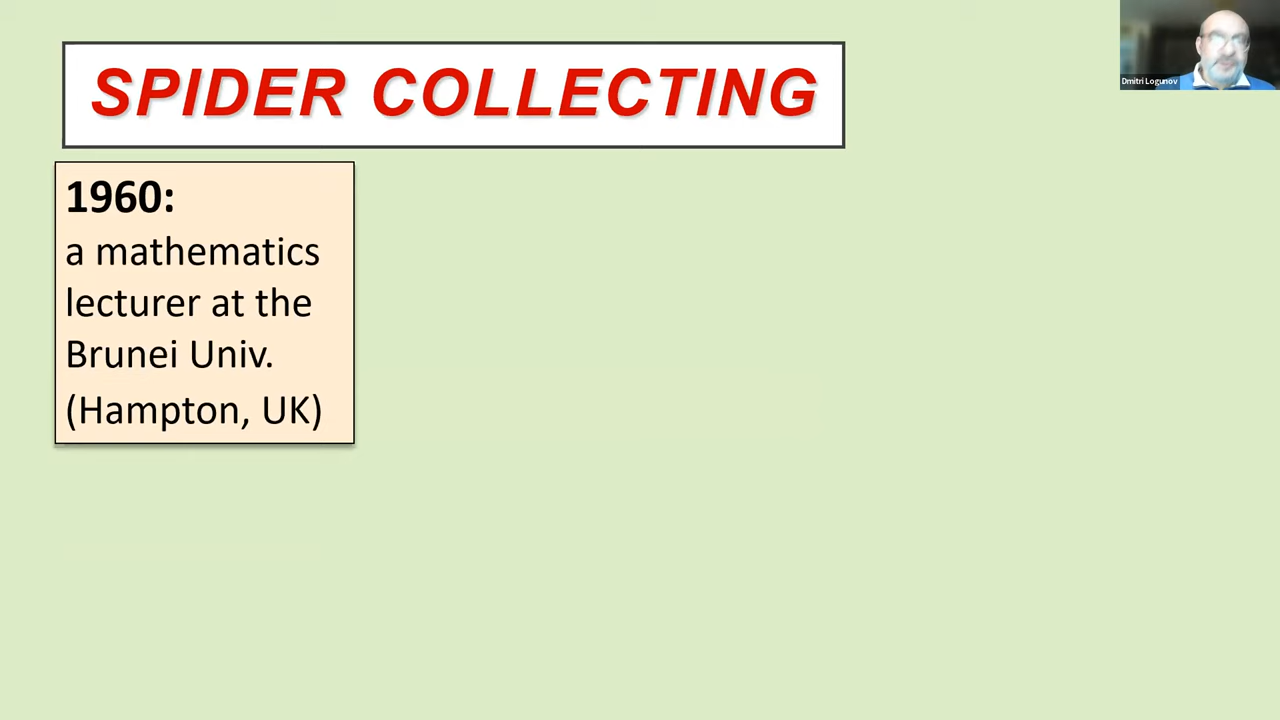 SPIDER COLLECTING
Dmitri Logunov
1960:
a mathematics
lecturer at the
Brunei Univ.
(Hampton, UK)